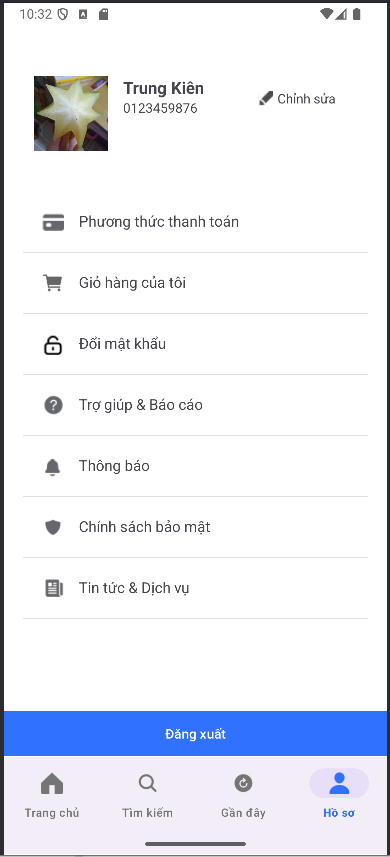 10:32
Trung Kiên
0123459876
Chỉnh sửa
Phương thức thanh toán
Giỏ hàng của tôi
Đổi mật khẩu
Trợ giúp & Báo cáo
Thông báo
Chính sách bảo mật
Tin tức & Dịch vụ
Đăng xuất
Trang chủ
Tìm kiếm
Gần đây
Hồ sơ